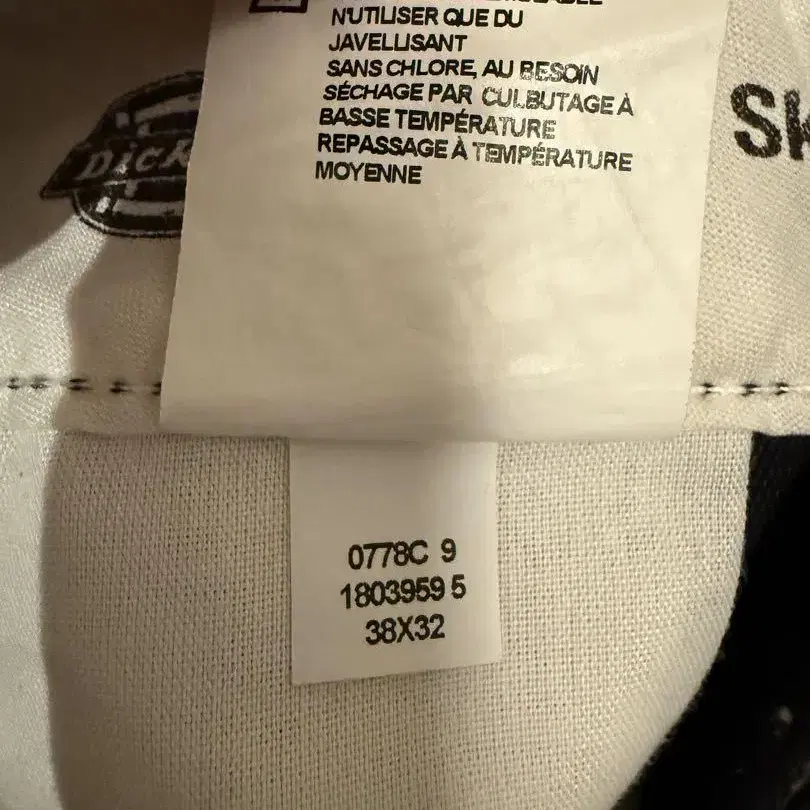 N'UTILISER QUE DU
JAVELLISANT
SANS CHLORE, AU BESOIN
SÉCHAGE PAR CULBUTAGE À
BASSE TEMPÉRATURE
REPASSAGE À TEMPÉRATURE
MOYENNE
0778C 9
1803959 5
38X32